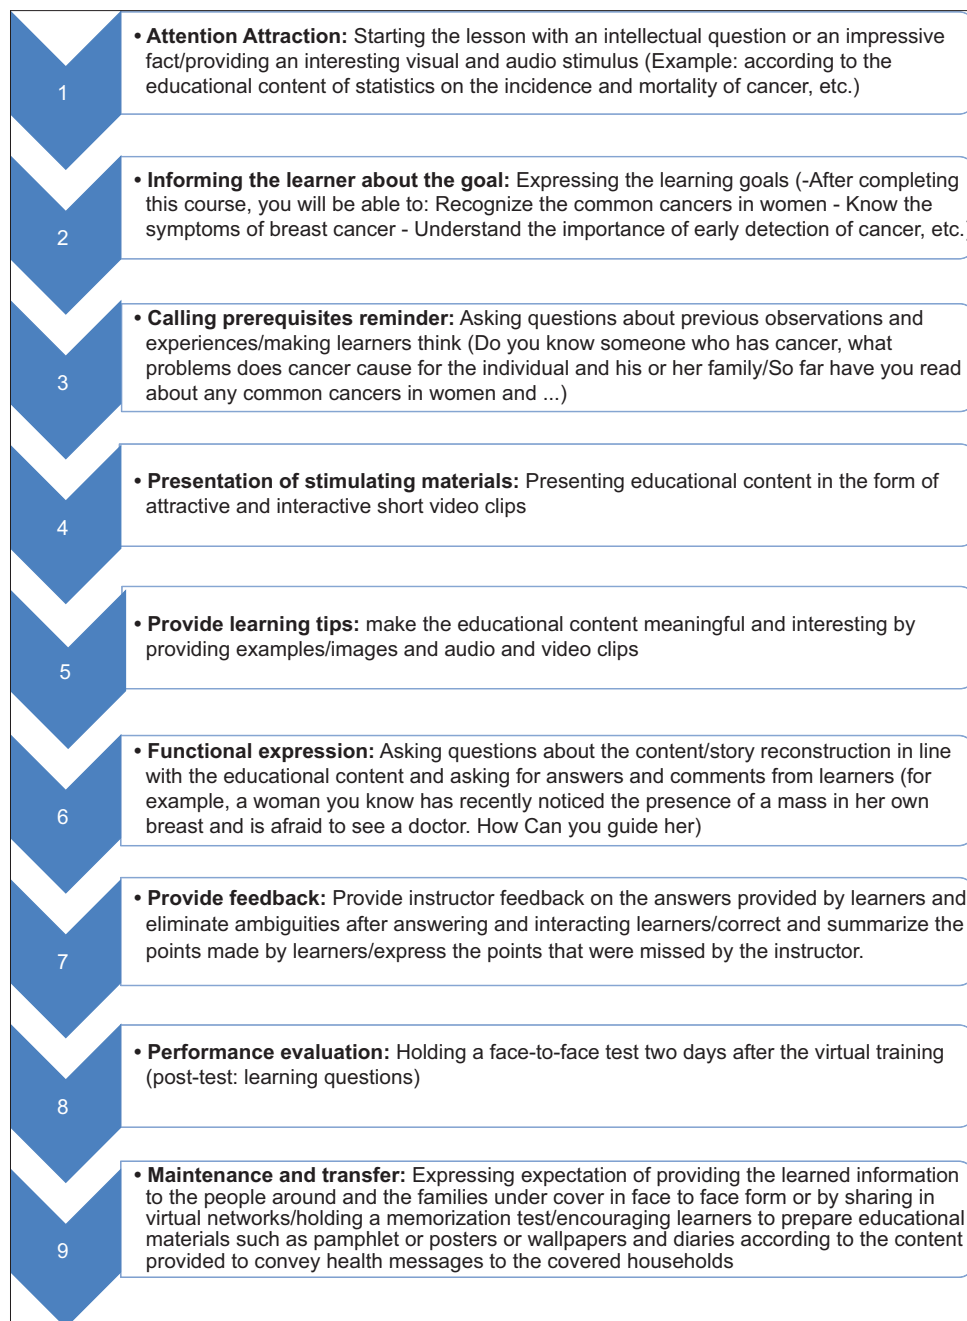 • Attention Attraction: Starting the lesson with an intellectual question or an impressive
fact/providing an interesting visual and audio stimulus (Example: according to the
educational content of statistics on the incidence and mortality of cancer, etc.)
1
• Informing the learner about the goal: Expressing the learning goals (-After completing
this course, you will be able to: Recognize the common cancers in women - Know the
symptoms of breast cancer - Understand the importance of early detection of cancer, etc.)
2
• Calling prerequisites reminder: Asking questions about previous observations and
experiences/making learners think (Do you know someone who has cancer, what
problems does cancer cause for the individual and his or her family/So far have you read
about any common cancers in women and ...)
3
• Presentation of stimulating materials: Presenting educational content in the form of
attractive and interactive short video clips
4
• Provide learning tips: make the educational content meaningful and interesting by
providing examples/images and audio and video clips
5
• Functional expression: Asking questions about the content/story reconstruction in line
with the educational content and asking for answers and comments from learners (for
example, a woman you know has recently noticed the presence of a mass in her own
breast and is afraid to see a doctor. How Can you guide her)
6
• Provide feedback: Provide instructor feedback on the answers provided by learners and
eliminate ambiguities after answering and interacting learners/correct and summarize the
points made by learners/express the points that were missed by the instructor.
7
• Performance evaluation: Holding a face-to-face test two days after the virtual training
(post-test: learning questions)
8
• Maintenance and transfer: Expressing expectation of providing the learned information
to the people around and the families under cover in face to face form or by sharing in
virtual networks/holding a memorization test/encouraging learners to prepare educational
materials such as pamphlet or posters or wallpapers and diaries according to the content
provided to convey health messages to the covered households
9